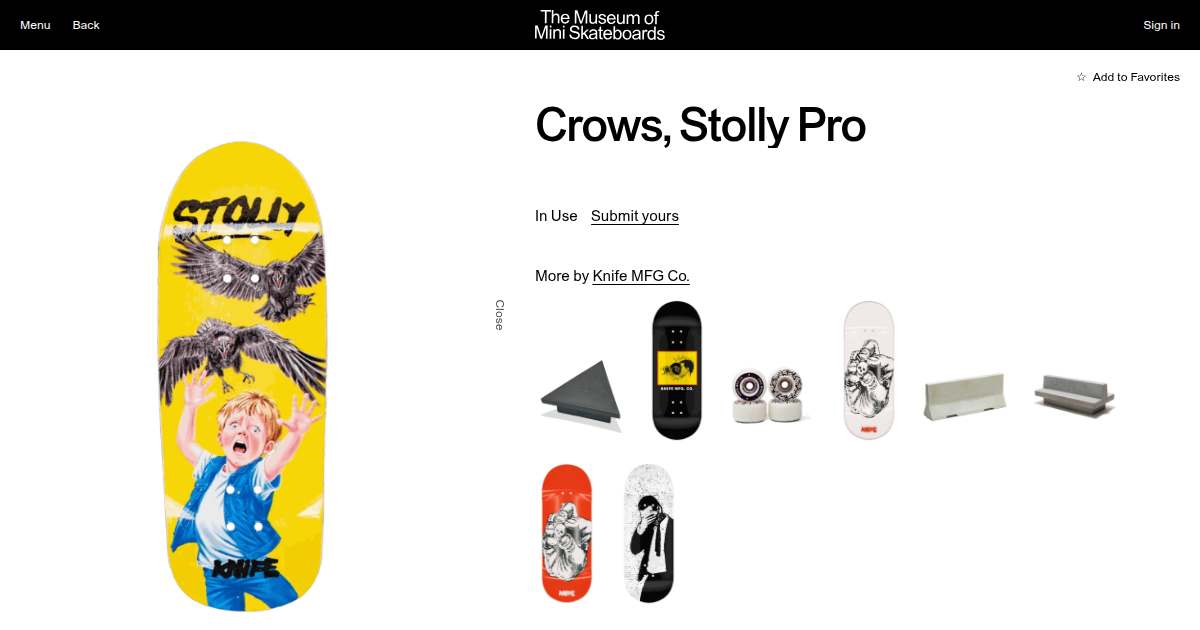 Menu
Back
The Museum of
Mini Skateboards
Sign in
☆ Add to Favorites
Crows, Stolly Pro
In Use Submit yours
More by Knife MFG Co.
Close
STOLLY
KNIFE
KNIFE MFG. CO.
KNIFE
KNIFE